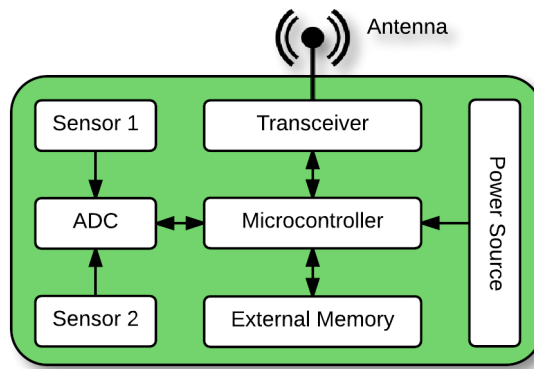 Antenna
Sensor 1
Transceiver
Power Source
ADC
Microcontroller
Sensor 2
External Memory